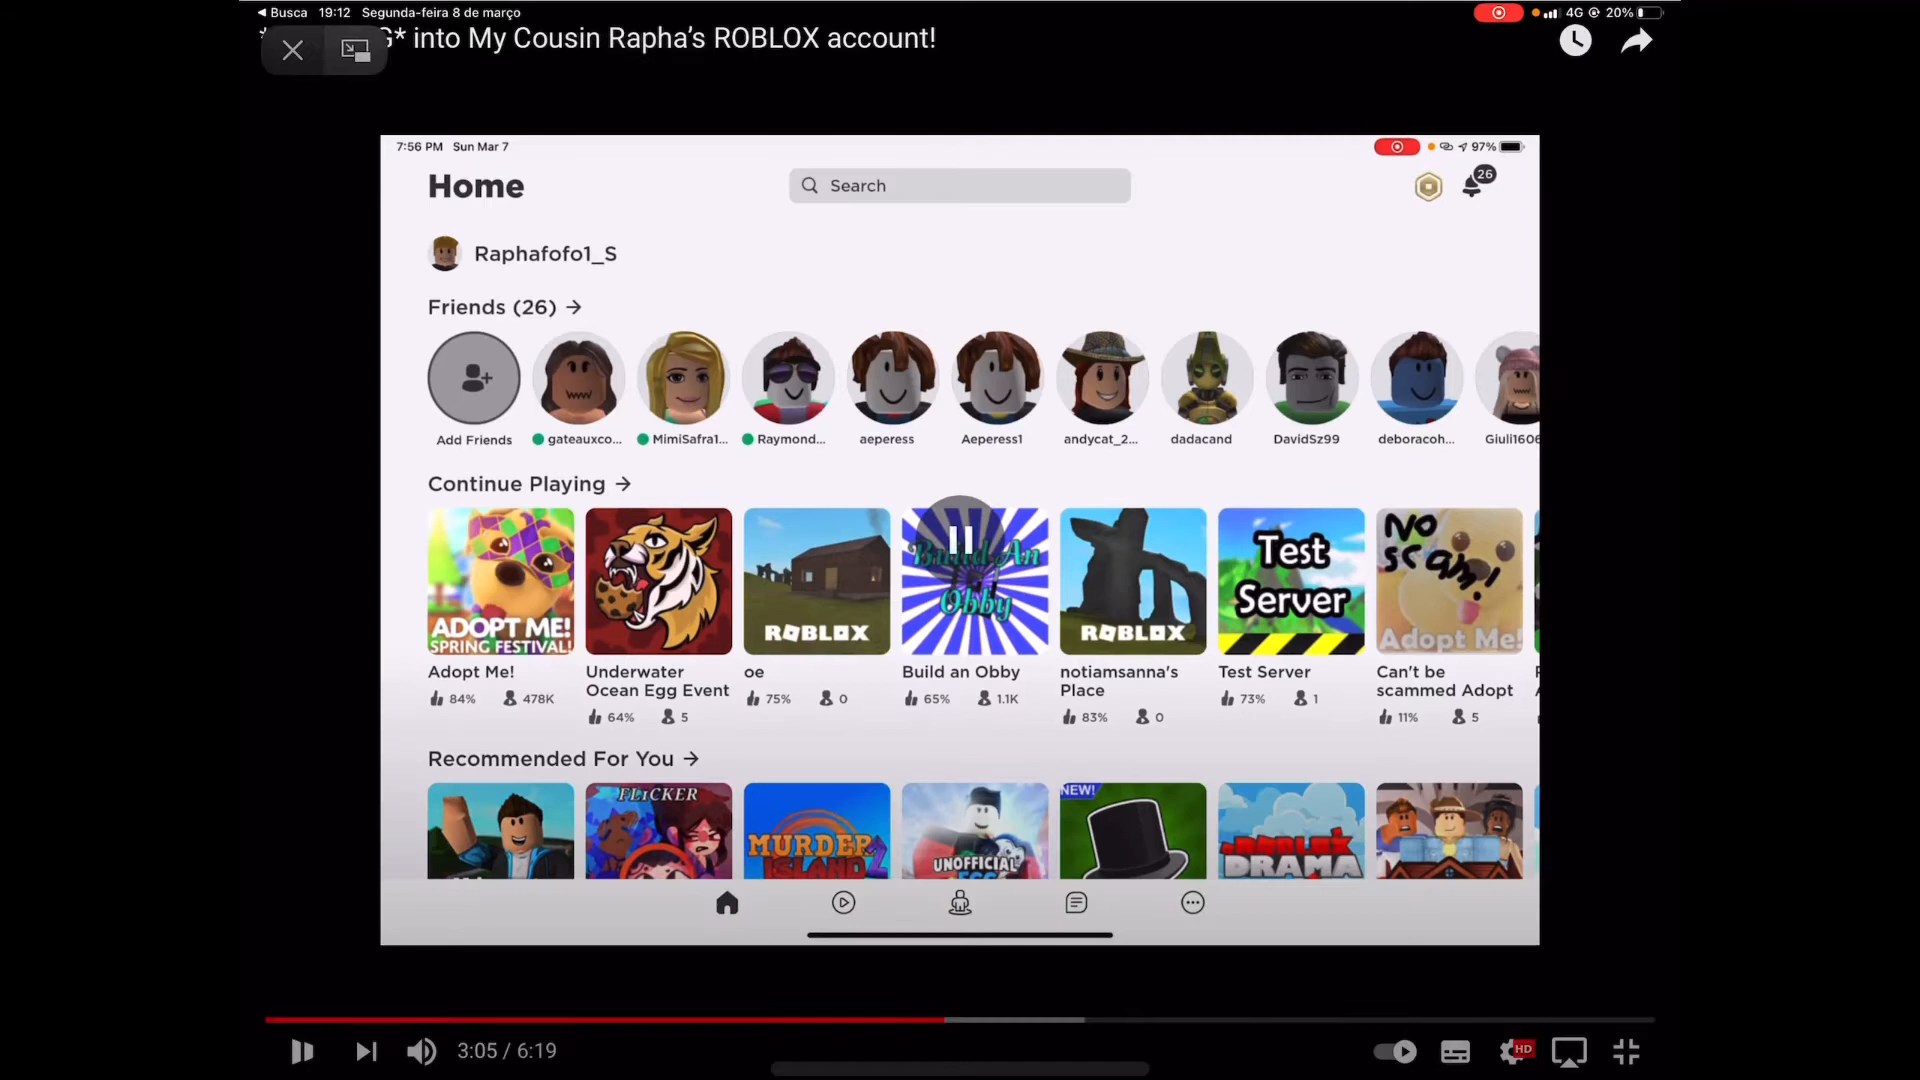 Busca 19:12 Segunda-feira 8 de março 4G 20%
G* into My Cousin Rapha's ROBLOX account!
7:56 PM Sun Mar 7 97%
Home
Search
26
Raphafofo1_S
Friends (26) →
Add Friends
gateauxco...
MimiSafra1...
Raymond...
aeperess
Aeperess1
andycat_2...
dadacand
DavidSz99
deboracoh...
Giuli1606
Continue Playing →
ADOPT ME!
SPRING FESTIVAL!
ROBLOX
Build An
Obby
ROBLOX
Test
Server
NO
SCAM!
Adopt Me!
Adopt Me!
84% 478K
Underwater
Ocean Egg Event
64% 5
oe
75% 0
Build an Obby
65% 1.1K
notiamsanna's
Place
83% 0
Test Server
73% 1
Can't be
scammed Adopt
11% 5
Recommended For You →
FLICKER
MURDER
ISLAND 2
UNOFFICIAL
EGG
NEW!
ROBLOX
DRAMA
3:05 / 6:19
HD